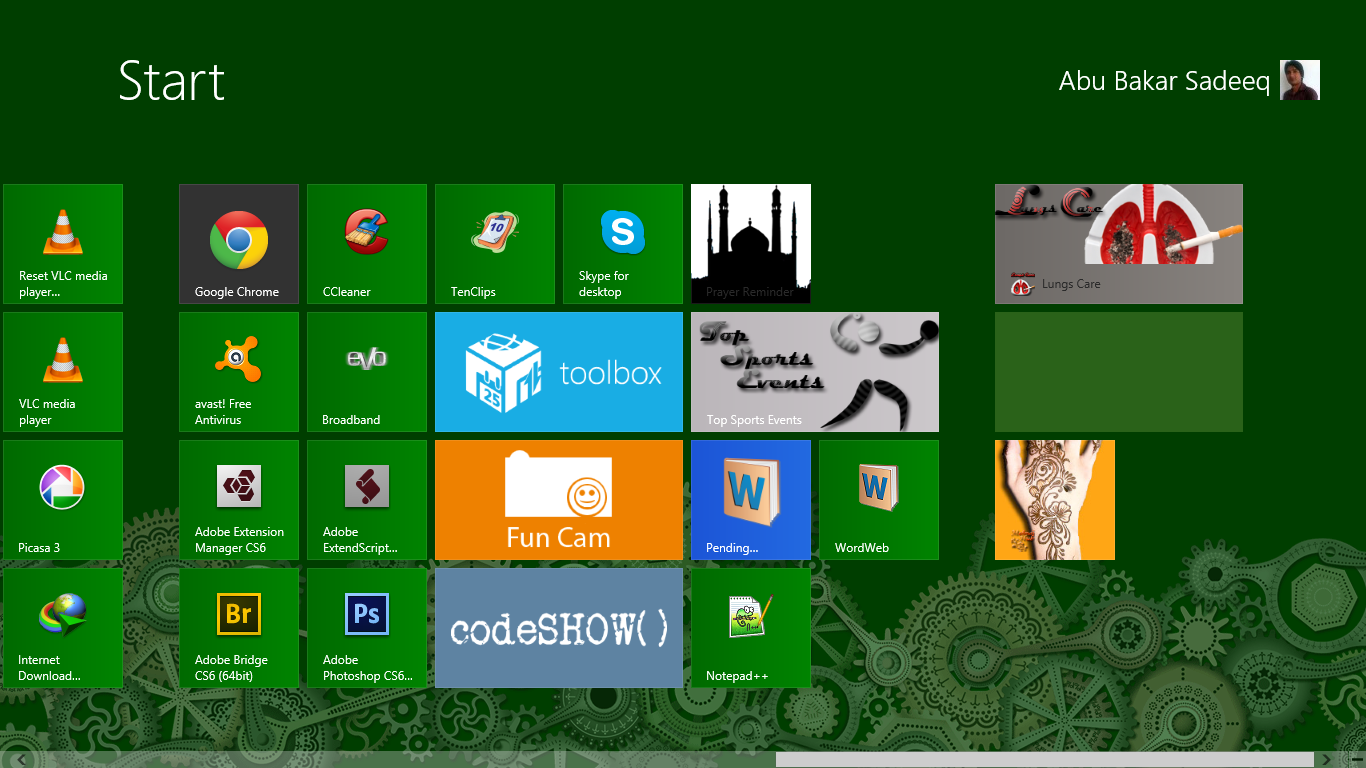 Start
Abu Bakar Sadeeq
Reset VLC media
player...
Google Chrome
CCleaner
10
TenClips
S
Skype for
desktop
Prayer Reminder
Lungs Care
Lungs Care
VLC media
player
a
avast! Free
Antivirus
evo
Broadband
25
toolbox
Top
Sports
Events
Top Sports Events
Picasa 3
Adobe Extension
Manager CS6
Adobe
ExtendScript...
Fun Cam
W
Pending...
W
WordWeb
Internet
Download...
Br
Adobe Bridge
CS6 (64bit)
Ps
Adobe
Photoshop CS6...
codeSHOW()
Notepad++